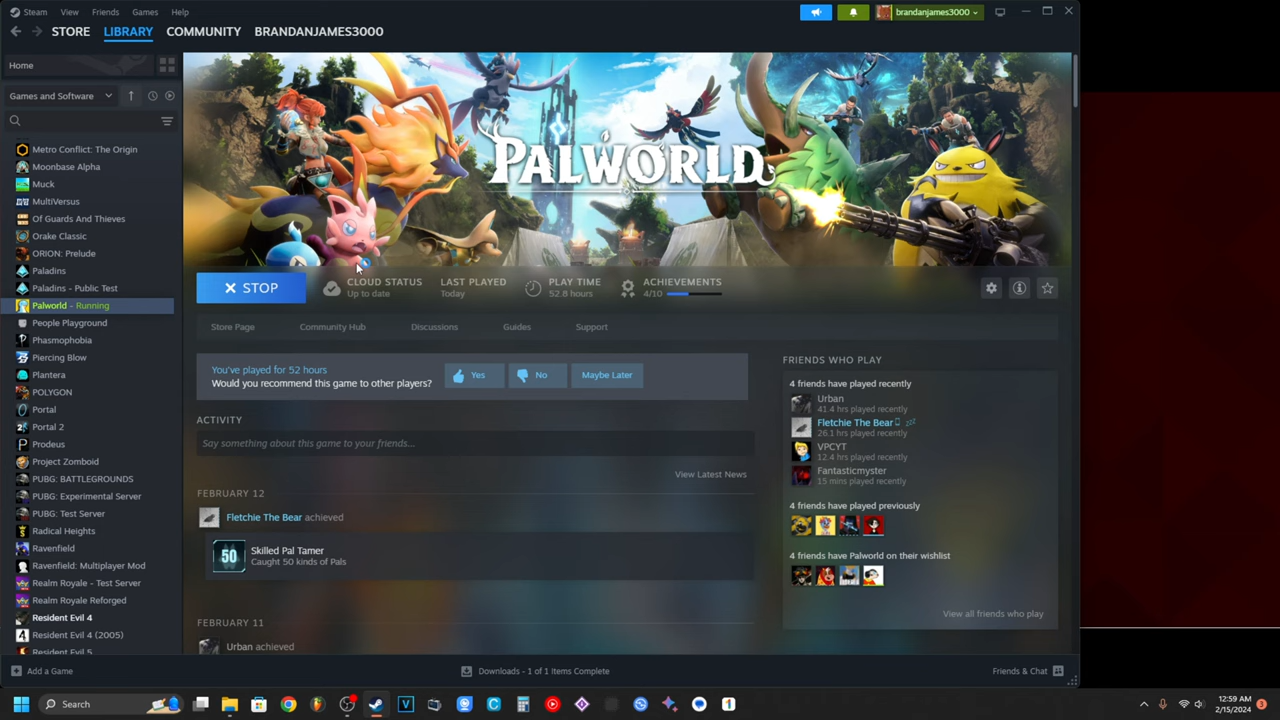 Steam View Friends Games Help
brandanjames3000
STORE LIBRARY COMMUNITY BRANDANJAMES3000
Home
Games and Software
Metro Conflict: The Origin
Moonbase Alpha
Muck
MultiVersus
Of Guards And Thieves
Orake Classic
ORION: Prelude
Paladins
Paladins - Public Test
Palworld - Running
People Playground
Phasmophobia
Piercing Blow
Plantera
POLYGON
Portal
Portal 2
Prodeus
Project Zomboid
PUBG: BATTLEGROUNDS
PUBG: Experimental Server
PUBG: Test Server
Radical Heights
Ravenfield
Ravenfield: Multiplayer Mod
Realm Royale - Test Server
Realm Royale Reforged
Resident Evil 4
Resident Evil 4 (2005)
Resident Evil 5
PALWORLD
STOP
CLOUD STATUS
Up to date
LAST PLAYED
Today
PLAY TIME
52.8 hours
ACHIEVEMENTS
4/10
Store Page Community Hub Discussions Guides Support
You've played for 52 hours
Would you recommend this game to other players?
Yes No Maybe Later
ACTIVITY
Say something about this game to your friends...
View Latest News
FEBRUARY 12
Fletchie The Bear achieved
50
Skilled Pal Tamer
Caught 50 kinds of Pals
FEBRUARY 11
Urban achieved
FRIENDS WHO PLAY
4 friends have played recently
Urban
41.4 hrs played recently
Fletchie The Bear
26.1 hrs played recently
VPCYT
12.4 hrs played recently
Fantasticmyster
15 mins played recently
4 friends have played previously
4 friends have Palworld on their wishlist
View all friends who play
Add a Game
Downloads - 1 of 1 Items Complete
Friends & Chat
Search
12:59 AM
2/15/2024